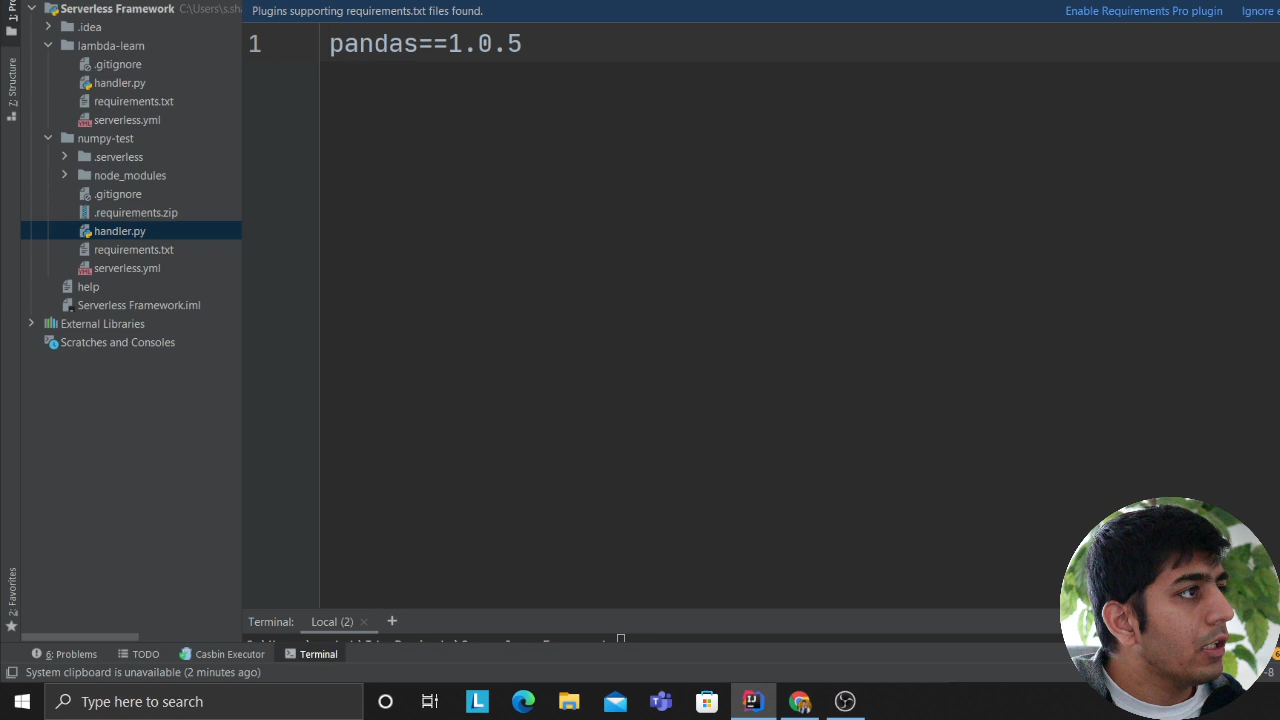 Serverless Framework C:\Users\s.sha
.idea
lambda-learn
.gitignore
handler.py
requirements.txt
serverless.yml
numpy-test
.serverless
node_modules
.gitignore
.requirements.zip
handler.py
requirements.txt
serverless.yml
help
Serverless Framework.iml
External Libraries
Scratches and Consoles
Z: Structure
2: Favorites
Plugins supporting requirements.txt files found.
Enable Requirements Pro plugin
Ignore e
1
pandas==1.0.5
Terminal:
Local (2)
6: Problems
TODO
Casbin Executor
Terminal
System clipboard is unavailable (2 minutes ago)
Type here to search